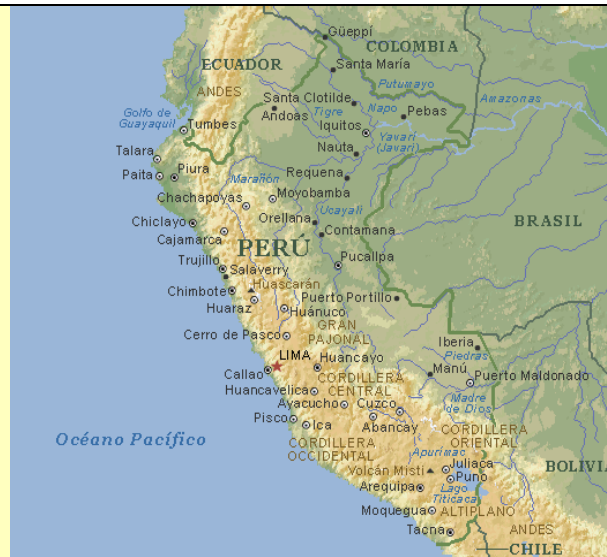 Güeppí
COLOMBIA
ECUADOR
Santa María
ANDES
Putumayo
Santa Clotilde
Napo
Amazonas
Golfo de
Guayaquil
Andoas
Tigre
Pebas
Tumbes
Iquitos
Yavari
(Javari)
Nauta
Talara
Paita
Piura
Marañón
Requena
Chachapoyas
Moyobamba
Ucayali
Chiclayo
Orellana
Contamana
BRASIL
Cajamarca
PERÚ
Trujillo
Salaverry
Pucallpa
Huascarán
Chimbote
Puerto Portillo
Huaraz
Huánuco
GRAN
PAJONAL
Cerro de Pasco
Iberia
LIMA
Piedras
Callao
Huancayo
Manú
Puerto Maldonado
CORDILLERA
CENTRAL
Huancavelica
Ayacucho
Cuzco
Madre
de Dios
Pisco
Ica
Abancay
CORDILLERA
ORIENTAL
Océano Pacífico
CORDILLERA
OCCIDENTAL
Apurimac
Juliaca
BOLIVIA
Volcán Misti
Puno
Arequipa
Lago
Titicaca
Moquegua
ALTIPLANO
ANDES
Tacna
CHILE